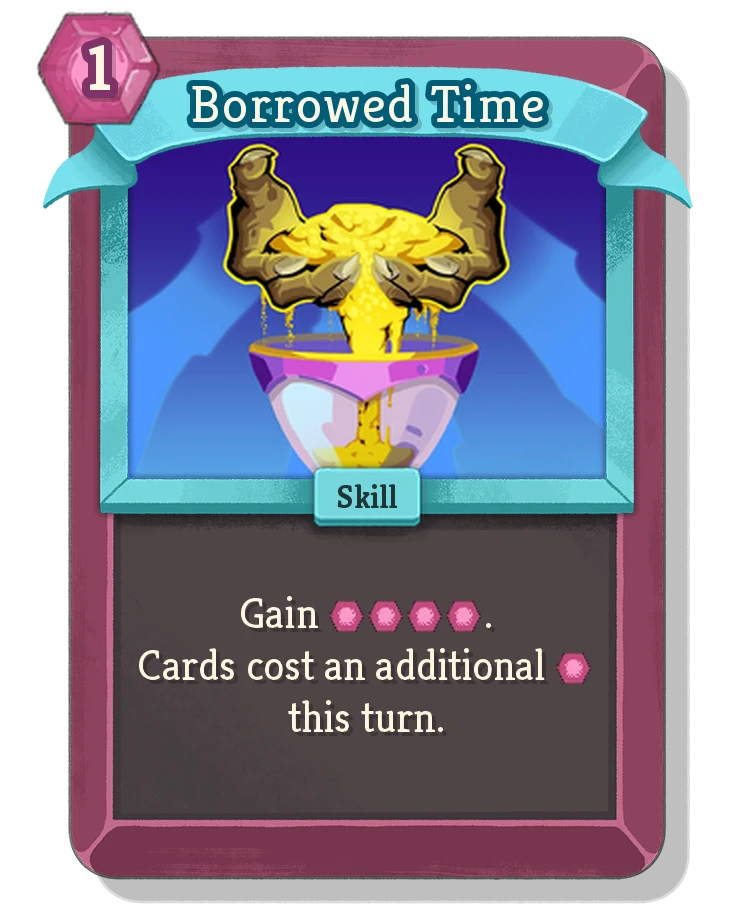 1
Borrowed Time
Skill
Gain .
Cards cost an additional
this turn.